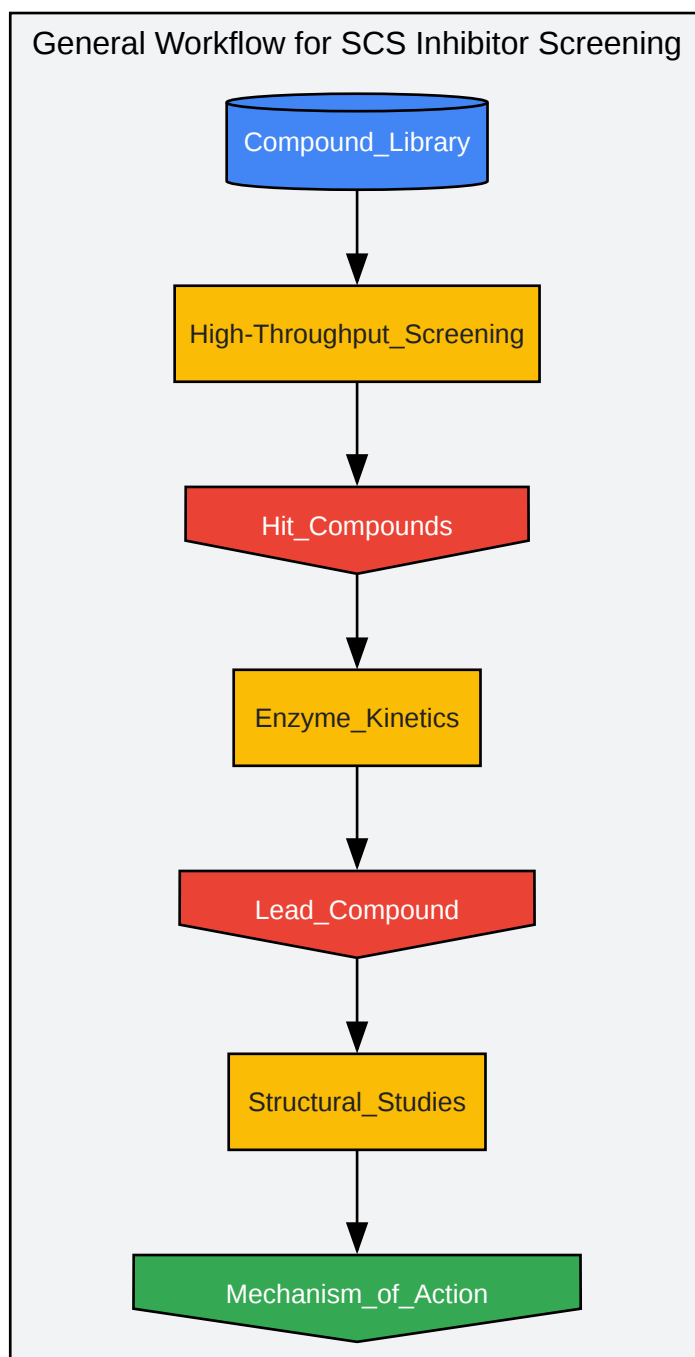 General Workflow for SCS Inhibitor Screening
Compound_Library
High-Throughput_Screening
Hit_Compounds
Enzyme_Kinetics
Lead_Compound
Structural_Studies
Mechanism_of_Action